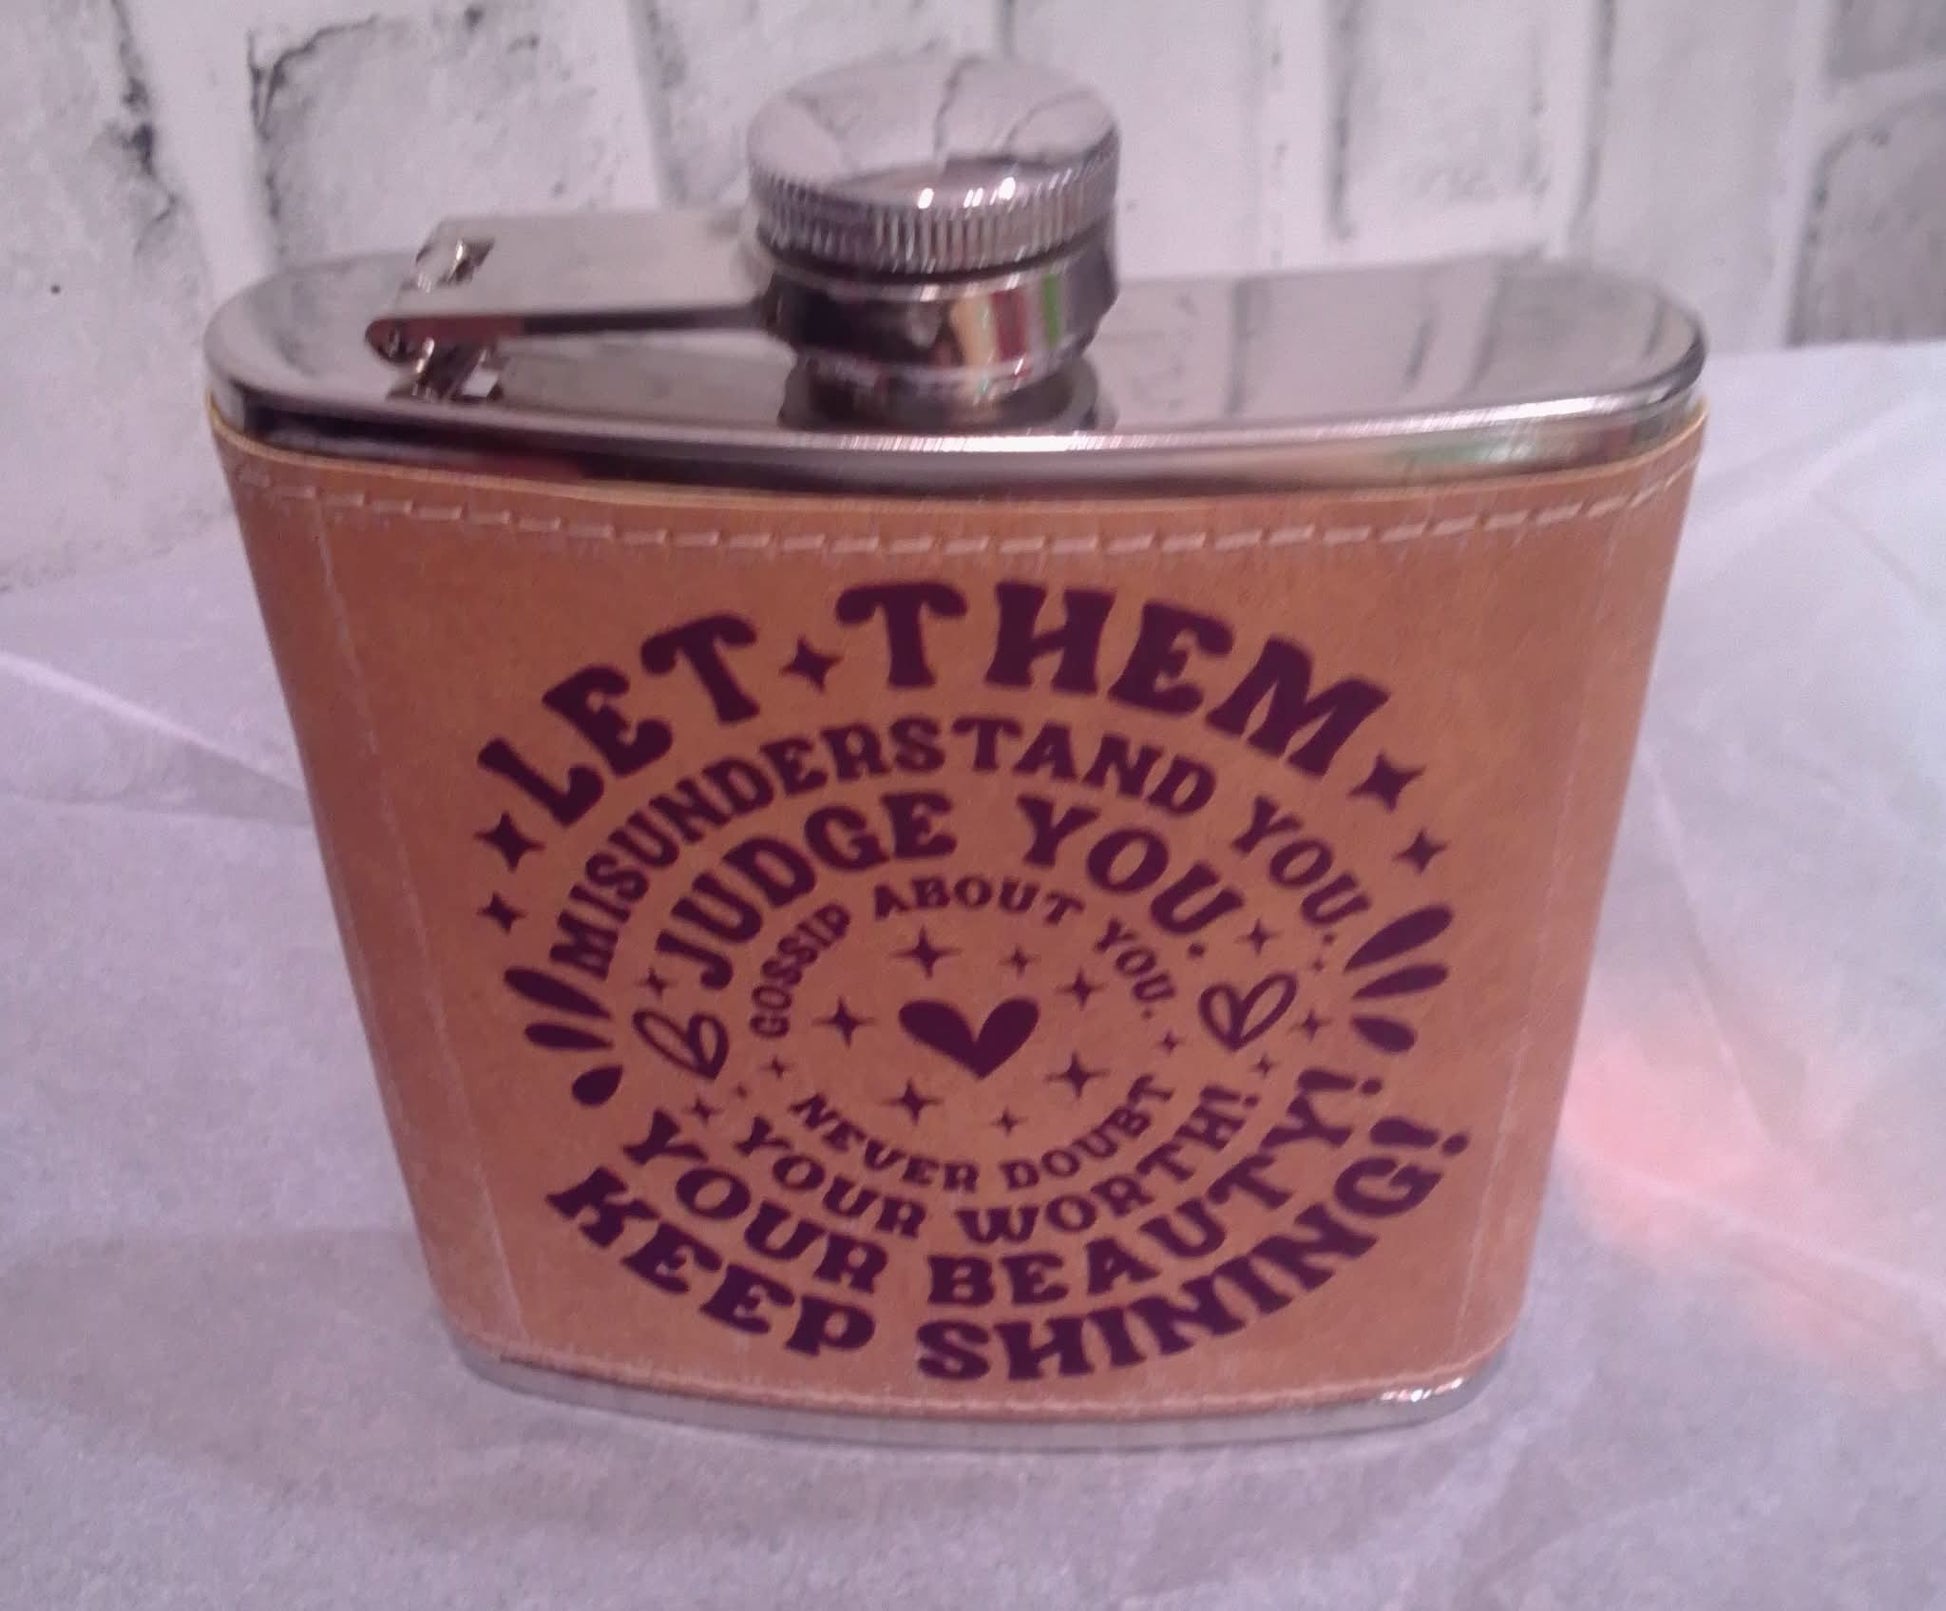 LET THEM
MISUNDERSTAND YOU.
JUDGE YOU.
GOSSIP ABOUT YOU.
NEVER DOUBT
YOUR WORTH!
YOUR BEAUTY!
KEEP SHINING!